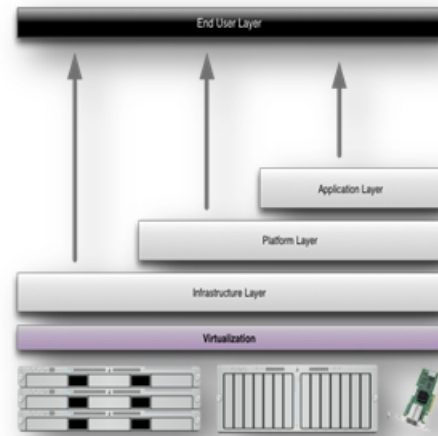 End User Layer
Application Layer
Platform Layer
Infrastructure Layer
Virtualization